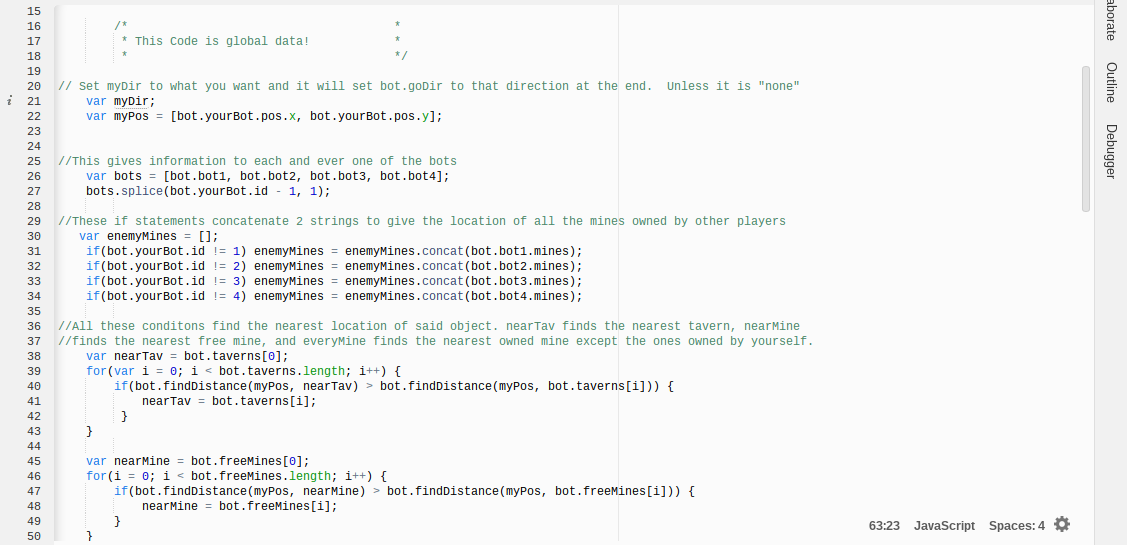 15
16 /* *
17 * This Code is global data! *
18 * */
19
20 // Set myDir to what you want and it will set bot.goDir to that direction at the end.  Unless it is "none"
i 21 var myDir;
22 var myPos = [bot.yourBot.pos.x, bot.yourBot.pos.y];
23
24
25 //This gives information to each and ever one of the bots
26 var bots = [bot.bot1, bot.bot2, bot.bot3, bot.bot4];
27 bots.splice(bot.yourBot.id - 1, 1);
28
29 //These if statements concatenate 2 strings to give the location of all the mines owned by other players
30 var enemyMines = [];
31 if(bot.yourBot.id != 1) enemyMines = enemyMines.concat(bot.bot1.mines);
32 if(bot.yourBot.id != 2) enemyMines = enemyMines.concat(bot.bot2.mines);
33 if(bot.yourBot.id != 3) enemyMines = enemyMines.concat(bot.bot3.mines);
34 if(bot.yourBot.id != 4) enemyMines = enemyMines.concat(bot.bot4.mines);
35
36 //All these conditons find the nearest location of said object. nearTav finds the nearest tavern, nearMine
37 //finds the nearest free mine, and everyMine finds the nearest owned mine except the ones owned by yourself.
38 var nearTav = bot.taverns[0];
39 for(var i = 0; i < bot.taverns.length; i++) {
40 if(bot.findDistance(myPos, nearTav) > bot.findDistance(myPos, bot.taverns[i])) {
41 nearTav = bot.taverns[i];
42 }
43 }
44
45 var nearMine = bot.freeMines[0];
46 for(i = 0; i < bot.freeMines.length; i++) {
47 if(bot.findDistance(myPos, nearMine) > bot.findDistance(myPos, bot.freeMines[i])) {
48 nearMine = bot.freeMines[i];
49 }
50 }
63:23 JavaScript Spaces: 4
aborate
Outline
Debugger